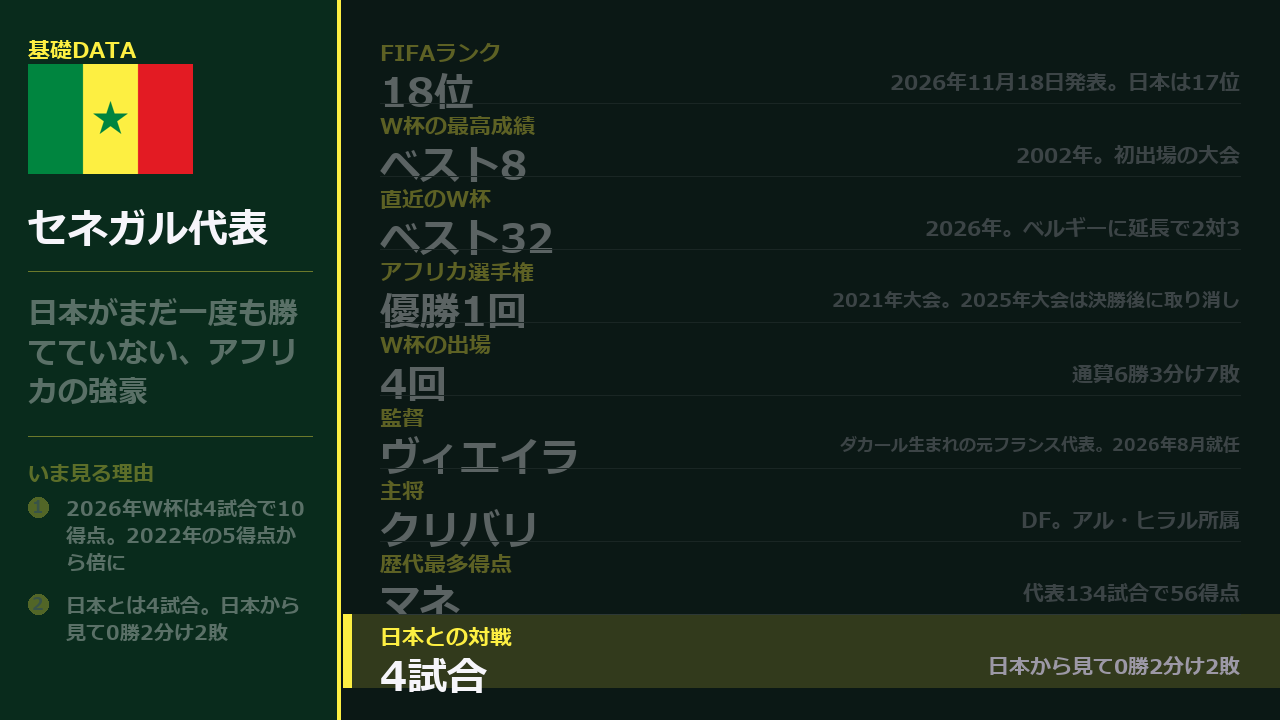 基礎DATA
セネガル代表
日本がまだ一度も勝
てていない、アフリ
カの強豪
いま見る理由
1 2026年W杯は4試合で10
得点。2022年の5得点か
ら倍に
2 日本とは4試合。日本から
見て0勝2分け2敗
FIFAランク
18位 2026年11月18日発表。日本は17位
W杯の最高成績
ベスト8 2002年。初出場の大会
直近のW杯
ベスト32 2026年。ベルギーに延長で2対3
アフリカ選手権
優勝1回 2021年大会。2025年大会は決勝後に取り消し
W杯の出場
4回 通算6勝3分け7敗
監督
ヴィエイラ ダカール生まれの元フランス代表。2026年8月就任
主将
クリバリ DF。アル・ヒラル所属
歴代最多得点
マネ 代表134試合で56得点
日本との対戦
4試合 日本から見て0勝2分け2敗